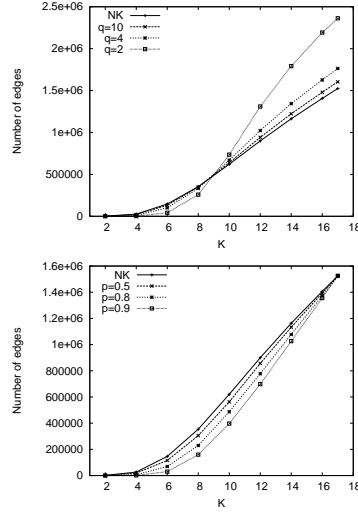 NK
q=10
q=4
q=2
Number of edges
2.5e+06
2e+06
1.5e+06
1e+06
500000
0
2 4 6 8 10 12 14 16 18
K
NK
p=0.5
p=0.8
p=0.9
Number of edges
1.6e+06
1.4e+06
1.2e+06
1e+06
800000
600000
400000
200000
0
2 4 6 8 10 12 14 16 18
K